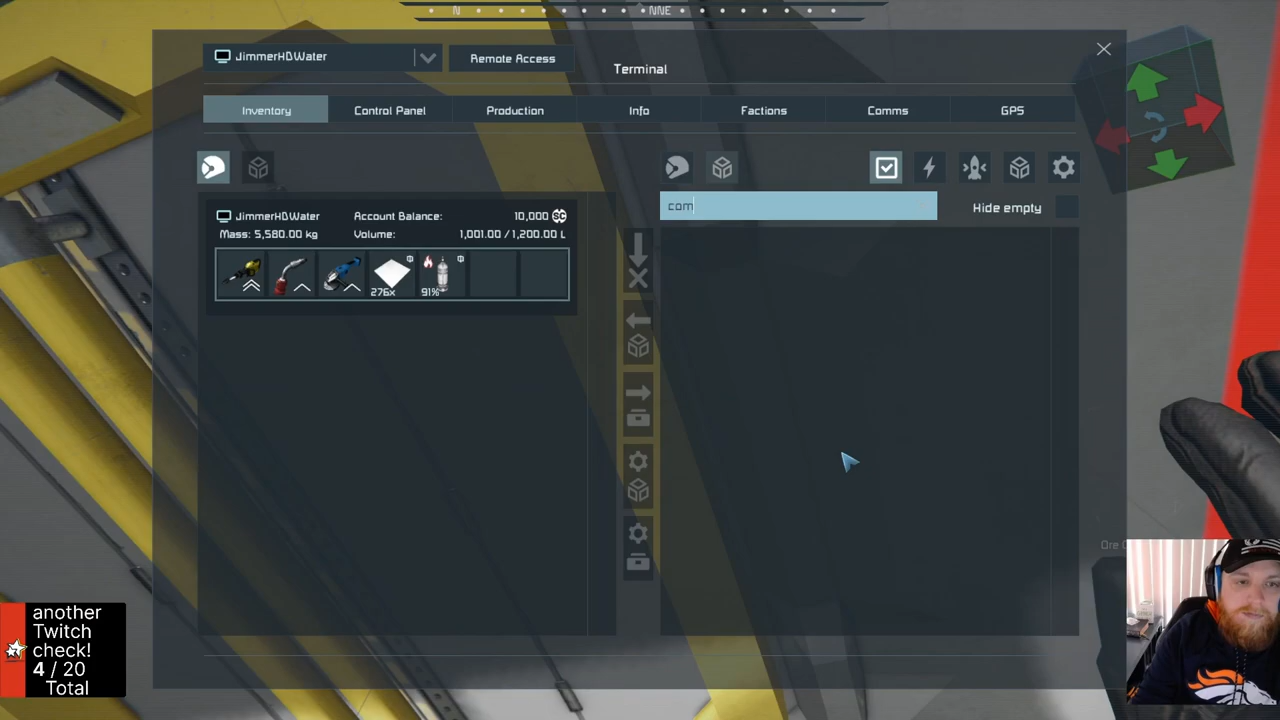 N NNE
JimmerHDWater
Remote Access
Terminal
Inventory Control Panel Production Info Factions Comms GPS
com
Hide empty
JimmerHDWater Account Balance: 10,000 SC
Mass: 5,580.00 kg Volume: 1,001.00 / 1,200.00 L
276x 91%
another
Twitch
check!
4 / 20
Total